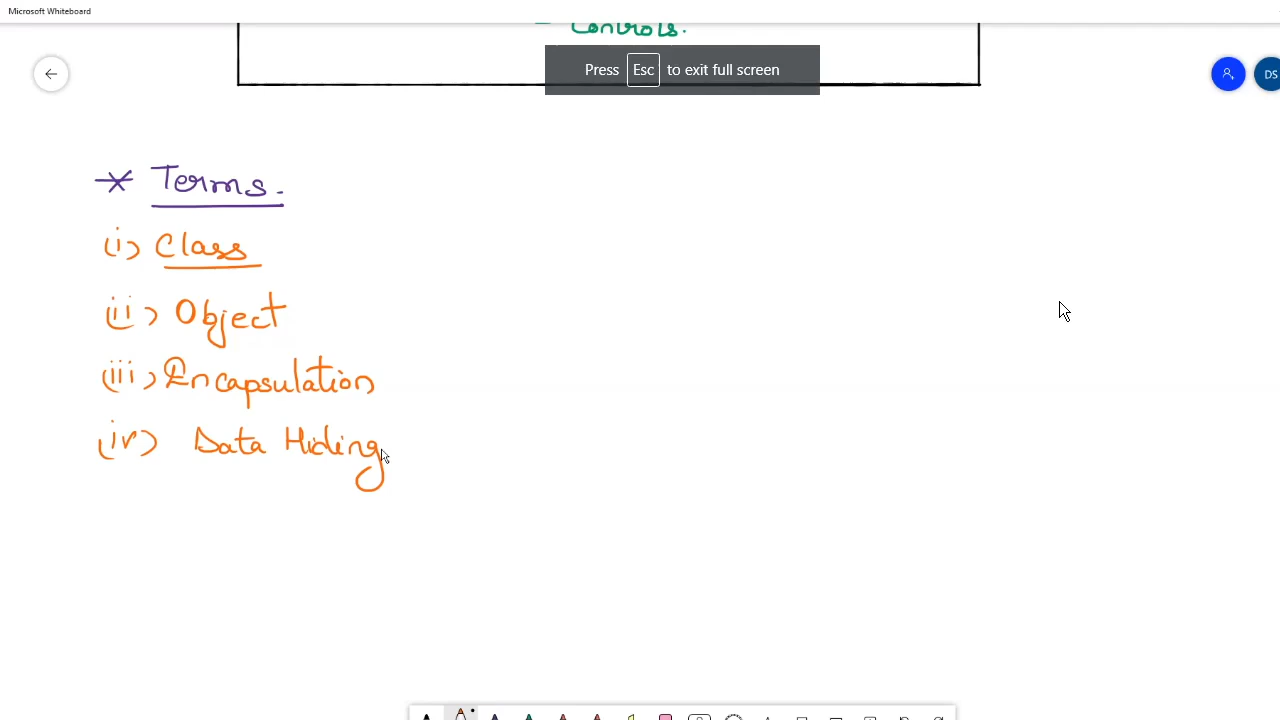 Microsoft Whiteboard
Controls.
Press Esc to exit full screen
DS
* Terms.
(i) Class
(ii) Object
(iii) Encapsulation
(iv) Data Hiding